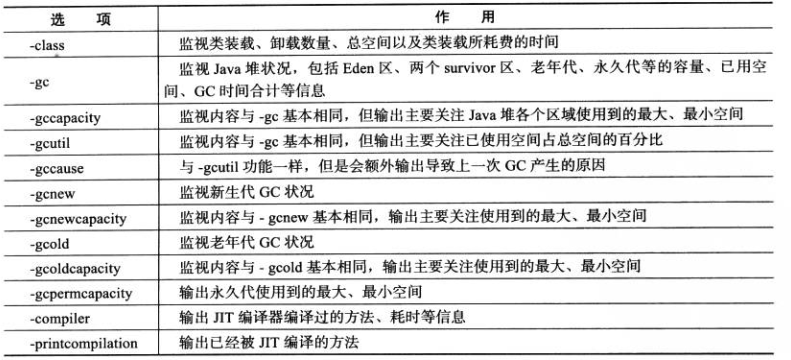 选 项 作 用
-class 监视类装载、卸载数量、总空间以及类装载所耗费的时间
-gc 监视 Java 堆状况，包括 Eden 区、两个 survivor 区、老年代、永久代等的容量、已用空
间、GC 时间合计等信息
-gccapacity 监视内容与 -gc 基本相同，但输出主要关注 Java 堆各个区域使用到的最大、最小空间
-gcutil 监视内容与 -gc 基本相同，但输出主要关注已使用空间占总空间的百分比
-gccause 与 -gcutil 功能一样，但是会额外输出导致上一次 GC 产生的原因
-gcnew 监视新生代 GC 状况
-gcnewcapacity 监视内容与 - gcnew 基本相同，输出主要关注使用到的最大、最小空间
-gcold 监视老年代 GC 状况
-gcoldcapacity 监视内容与 - gcold 基本相同，输出主要关注使用到的最大、最小空间
-gcpermcapacity 输出永久代使用到的最大、最小空间
-compiler 输出 JIT 编译器编译过的方法、耗时等信息
-printcompilation 输出已经被 JIT 编译的方法